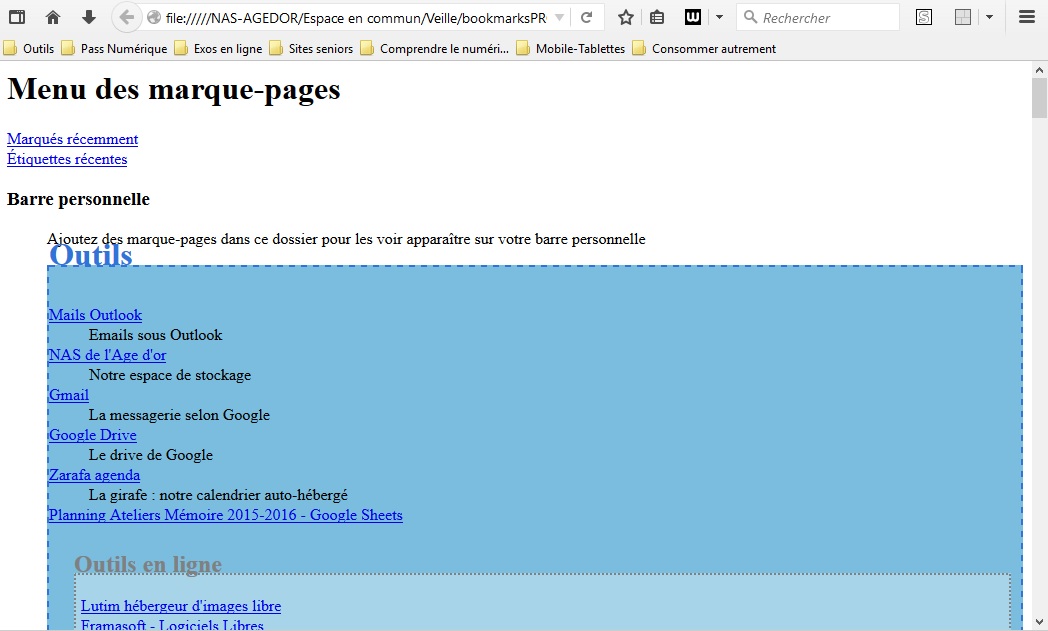 file://///NAS-AGEDOR/Espace en commun/Veille/bookmarksPR
W
Rechercher
S
Outils
Pass Numérique
Exos en ligne
Sites seniors
Comprendre le numéri...
Mobile-Tablettes
Consommer autrement
Menu des marque-pages
Marqués récemment
Étiquettes récentes
Barre personnelle
Ajoutez des marque-pages dans ce dossier pour les voir apparaître sur votre barre personnelle
Outils
Mails Outlook
Emails sous Outlook
NAS de l'Age d'or
Notre espace de stockage
Gmail
La messagerie selon Google
Google Drive
Le drive de Google
Zarafa agenda
La girafe : notre calendrier auto-hébergé
Planning Ateliers Mémoire 2015-2016 - Google Sheets
Outils en ligne
Lutim hébergeur d'images libre
Framasoft - Logiciels Libres